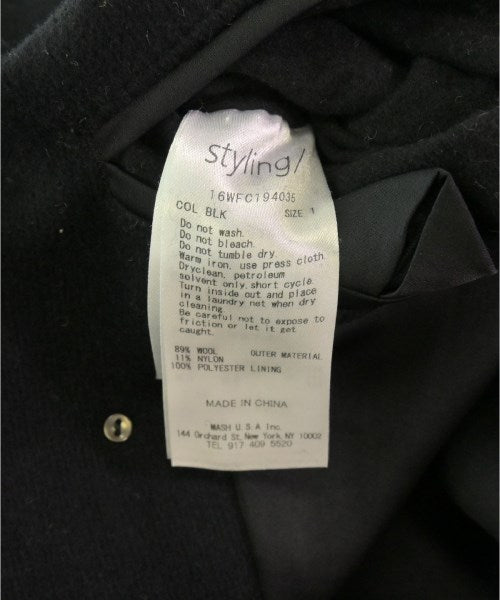 styling/
16WFC194035
COL BLK SIZE 1
Do not wash.
Do not bleach.
Do not tumble dry.
Warm iron, use press cloth.
Dryclean, petroleum
solvent only, short cycle.
Turn inside out and place
in a laundry net when dry
cleaning.
Be careful not to expose to
friction or let it get
caught.
89% WOOL OUTER MATERIAL
11% NYLON
100% POLYESTER LINING
MADE IN CHINA
MASH U.S.A Inc.
144 Orchard St, New York, NY 10002
TEL 917 409 5520